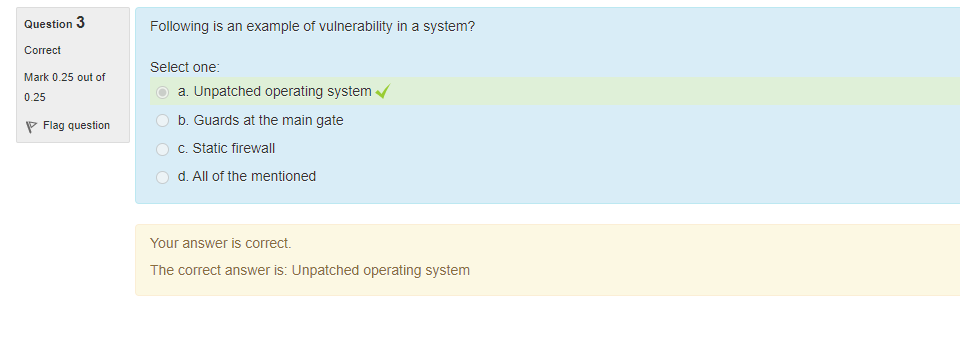 Question 3
Correct
Mark 0.25 out of
0.25
Flag question
Following is an example of vulnerability in a system?
Select one:
a. Unpatched operating system
b. Guards at the main gate
c. Static firewall
d. All of the mentioned
Your answer is correct.
The correct answer is: Unpatched operating system